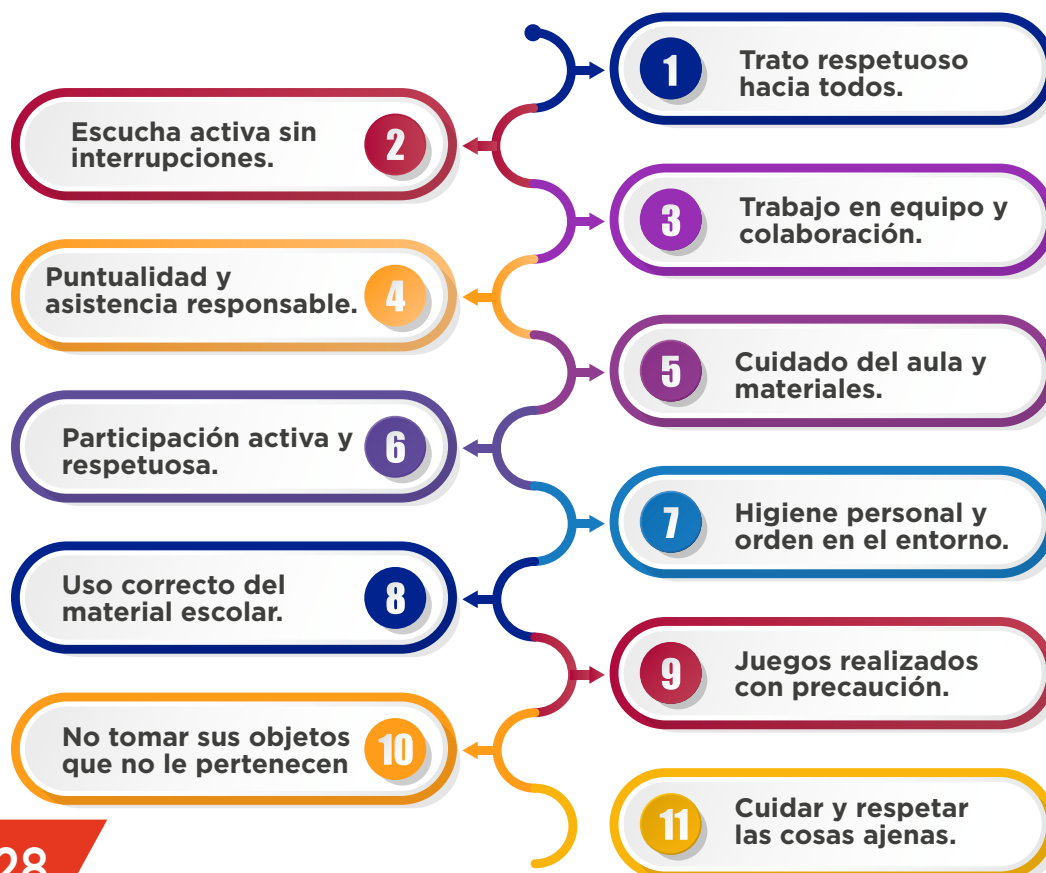 1
Trato respetuoso
hacia todos.
Escucha activa sin
interrupciones.
2
3
Trabajo en equipo y
colaboración.
Puntualidad y
asistencia responsable.
4
5
Cuidado del aula y
materiales.
Participación activa y
respetuosa.
6
7
Higiene personal y
orden en el entorno.
Uso correcto del
material escolar.
8
9
Juegos realizados
con precaución.
No tomar sus objetos
que no le pertenecen
10
11
Cuidar y respetar
las cosas ajenas.
28